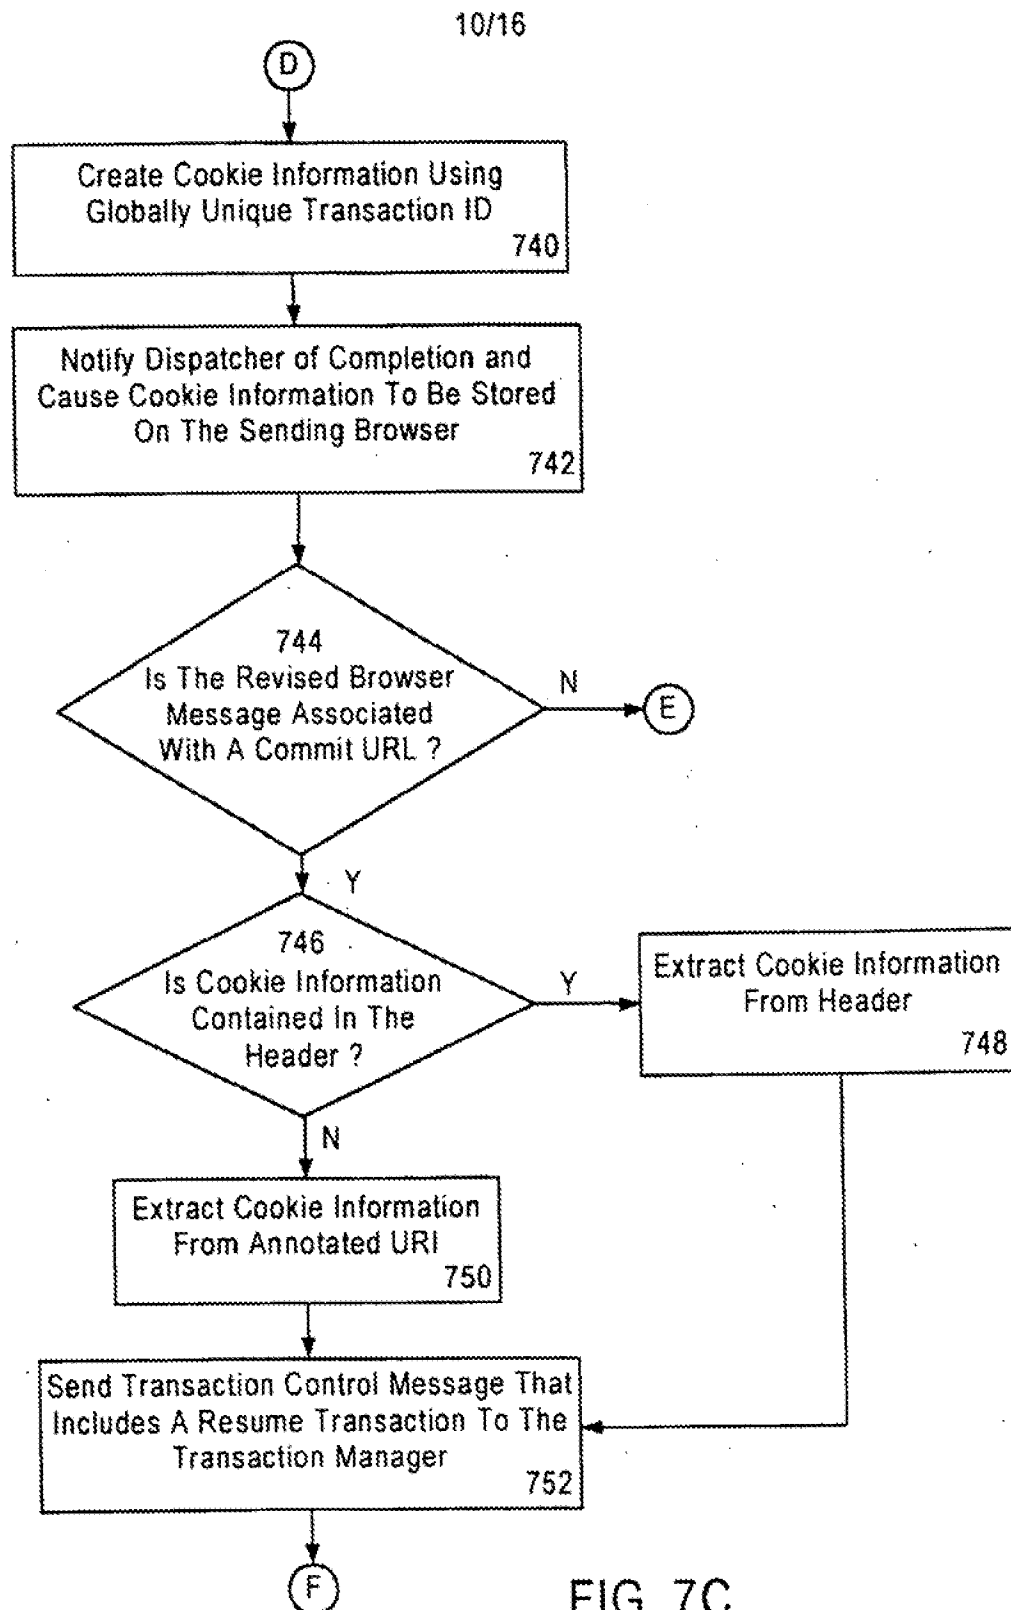 10/16
D
Create Cookie Information Using
Globally Unique Transaction ID
740
Notify Dispatcher of Completion and
Cause Cookie Information To Be Stored
On The Sending Browser
742
744
Is The Revised Browser
Message Associated
With A Commit URL ?
N
E
Y
746
Is Cookie Information
Contained In The
Header ?
Y
Extract Cookie Information
From Header
748
N
Extract Cookie Information
From Annotated URI
750
Send Transaction Control Message That
Includes A Resume Transaction To The
Transaction Manager
752
F
FIG. 7C